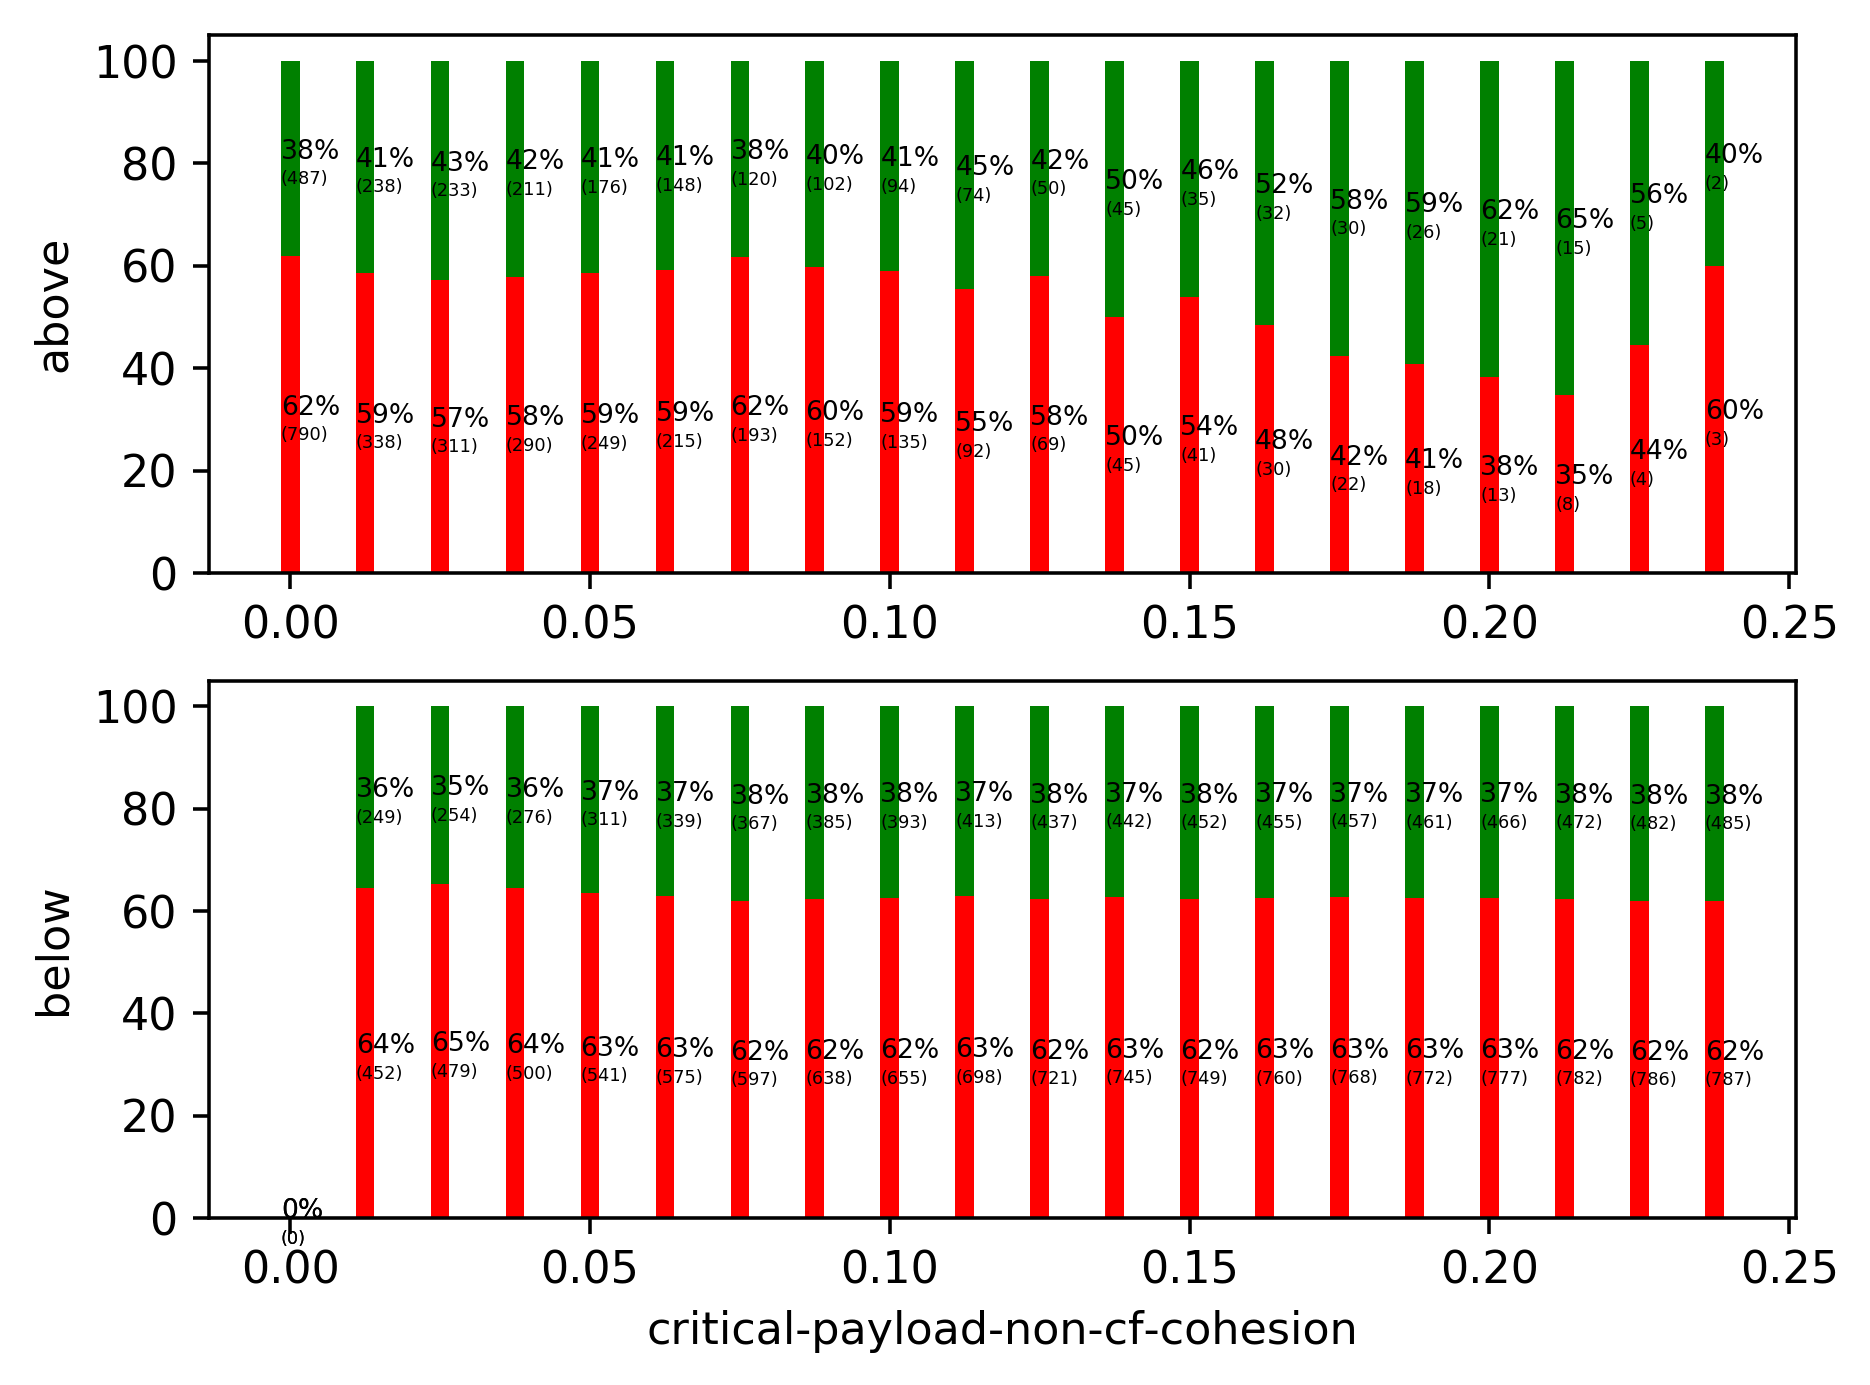 100
80
60
40
20
0
above
38% 41% 43% 42% 41% 41% 38% 40% 41% 45% 42% 50% 46% 52% 58% 59% 62% 65% 56% 40%
(487) (238) (233) (211) (176) (148) (120) (102) (94) (74) (50) (45) (35) (32) (30) (26) (21) (15) (5) (2)
62% 59% 57% 58% 59% 59% 62% 60% 59% 55% 58% 50% 54% 48% 42% 41% 38% 35% 44% 60%
(790) (338) (311) (290) (249) (215) (193) (152) (135) (92) (69) (45) (41) (30) (22) (18) (13) (8) (4) (3)
0.00 0.05 0.10 0.15 0.20 0.25
100
80
60
40
20
0
below
36% 35% 36% 37% 37% 38% 38% 38% 37% 38% 37% 38% 37% 37% 37% 37% 38% 38% 38%
(249) (254) (276) (311) (339) (367) (385) (393) (413) (437) (442) (452) (455) (457) (461) (466) (472) (482) (485)
64% 65% 64% 63% 63% 62% 62% 62% 63% 62% 63% 62% 63% 63% 63% 63% 62% 62% 62%
(452) (479) (500) (541) (575) (597) (638) (655) (698) (721) (745) (749) (760) (768) (772) (777) (782) (786) (787)
0%
(0)
0.00 0.05 0.10 0.15 0.20 0.25
critical-payload-non-cf-cohesion